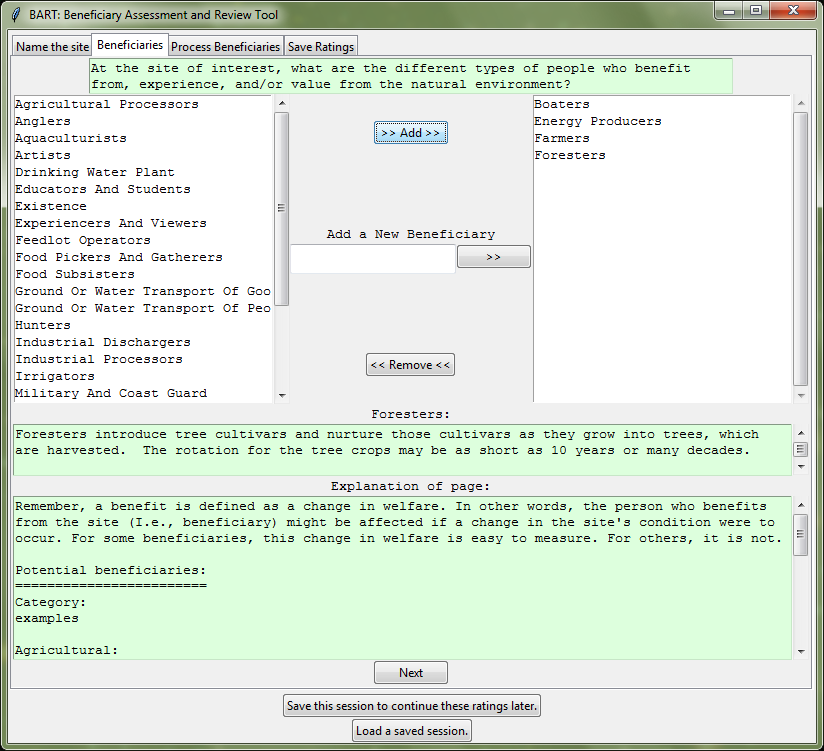 BART: Beneficiary Assessment and Review Tool
Name the site Beneficiaries Process Beneficiaries Save Ratings
At the site of interest, what are the different types of people who benefit
from, experience, and/or value from the natural environment?
Agricultural Processors
Anglers
Aquaculturists
Artists
Drinking Water Plant
Educators And Students
Existence
Experiencers And Viewers
Feedlot Operators
Food Pickers And Gatherers
Food Subsisters
Ground Or Water Transport Of Goo
Ground Or Water Transport Of Peo
Hunters
Industrial Dischargers
Industrial Processors
Irrigators
Military And Coast Guard
>> Add >>
Add a New Beneficiary
>>
<< Remove <<
Boaters
Energy Producers
Farmers
Foresters
Foresters:
Foresters introduce tree cultivars and nurture those cultivars as they grow into trees, which
are harvested.  The rotation for the tree crops may be as short as 10 years or many decades.
Explanation of page:
Remember, a benefit is defined as a change in welfare. In other words, the person who benefits
from the site (I.e., beneficiary) might be affected if a change in the site's condition were to
occur. For some beneficiaries, this change in welfare is easy to measure. For others, it is not.
Potential beneficiaries:
========================
Category:
examples
Agricultural:
Next
Save this session to continue these ratings later.
Load a saved session.